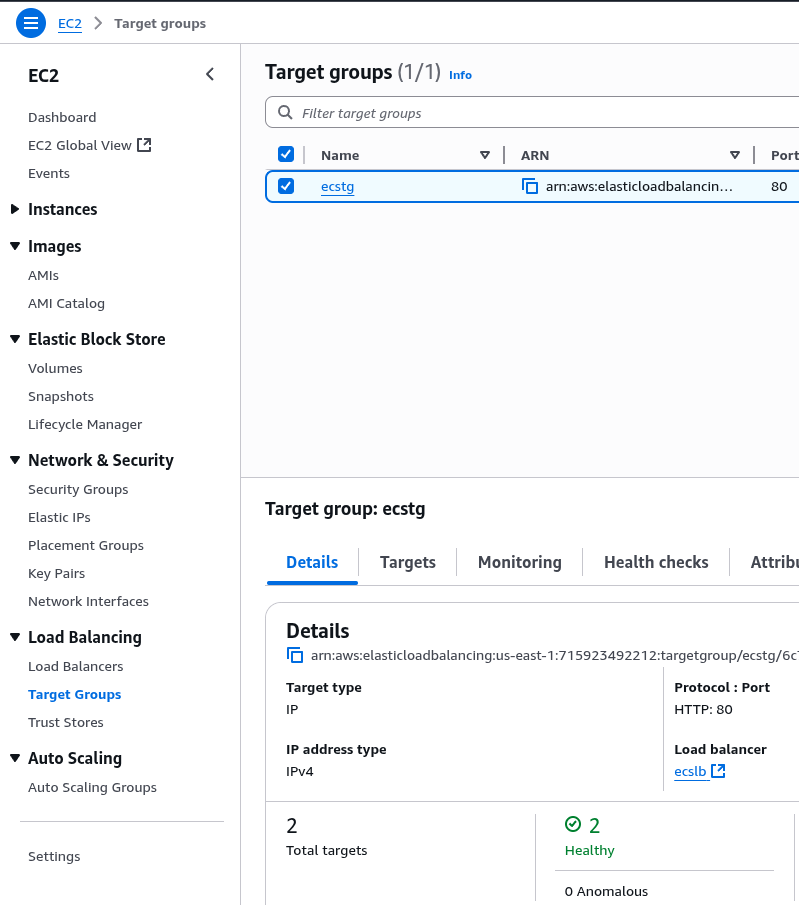 EC2 > Target groups
EC2
Dashboard
EC2 Global View
Events
Instances
Images
AMIs
AMI Catalog
Elastic Block Store
Volumes
Snapshots
Lifecycle Manager
Network & Security
Security Groups
Elastic IPs
Placement Groups
Key Pairs
Network Interfaces
Load Balancing
Load Balancers
Target Groups
Trust Stores
Auto Scaling
Auto Scaling Groups
Settings
Target groups (1/1) Info
Filter target groups
Name ARN Port
ecstg arn:aws:elasticloadbalancin… 80
Target group: ecstg
Details Targets Monitoring Health checks Attribu
Details
arn:aws:elasticloadbalancing:us-east-1:715923492212:targetgroup/ecstg/6c
Target type
IP
Protocol : Port
HTTP: 80
IP address type
IPv4
Load balancer
ecslb
2
Total targets
2
Healthy
0 Anomalous